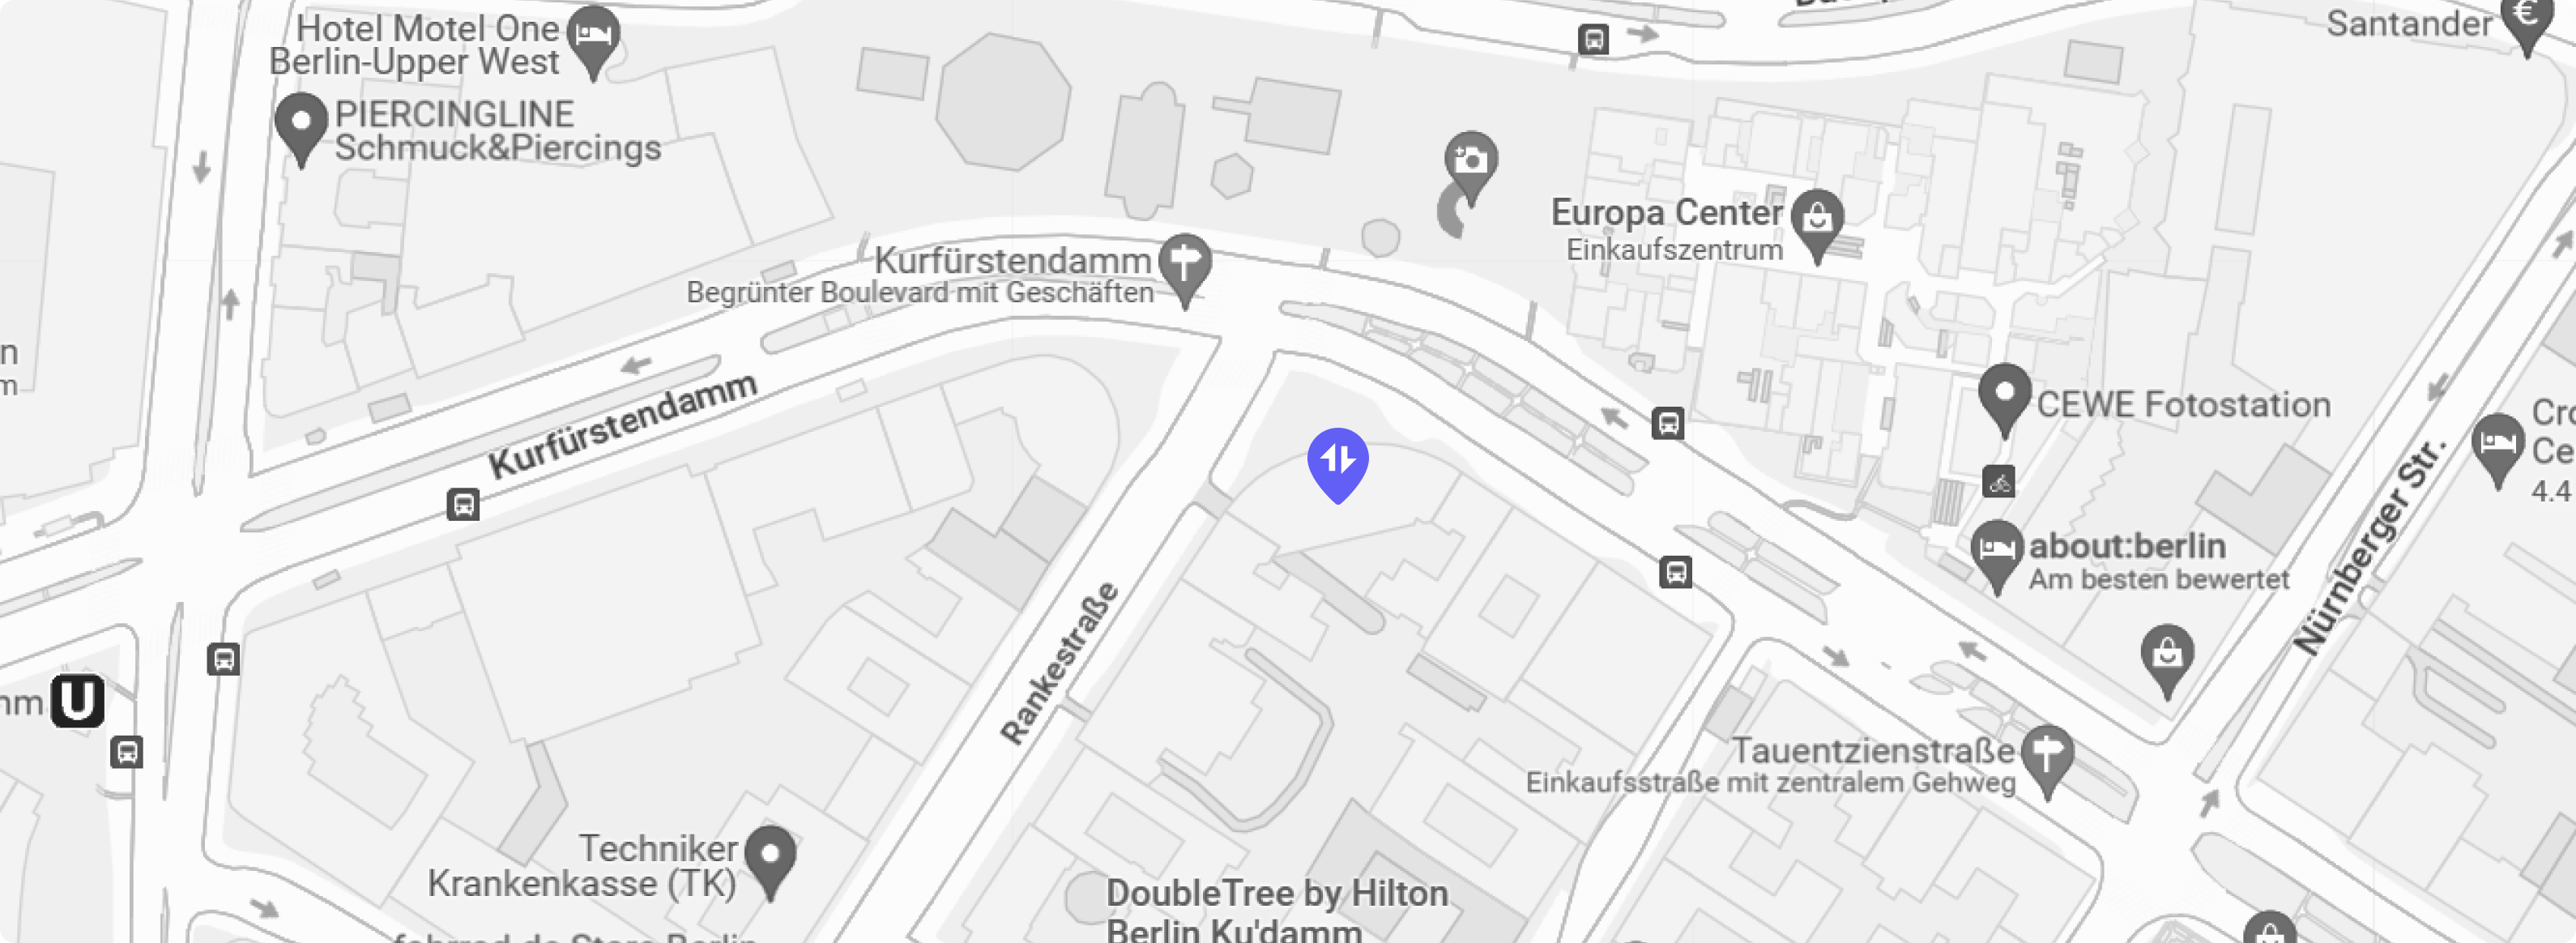 Hotel Motel One
Berlin-Upper West
Santander
PIERCINGLINE
Schmuck&Piercings
Europa Center
Einkaufszentrum
Kurfürstendamm
Begrünter Boulevard mit Geschäften
Kurfürstendamm
CEWE Fotostation
4.4
about:berlin
Am besten bewertet
Nürnberger Str.
Rankestraße
U
Tauentzienstraße
Einkaufsstraße mit zentralem Gehweg
Techniker
Krankenkasse (TK)
DoubleTree by Hilton
Berlin Ku'damm